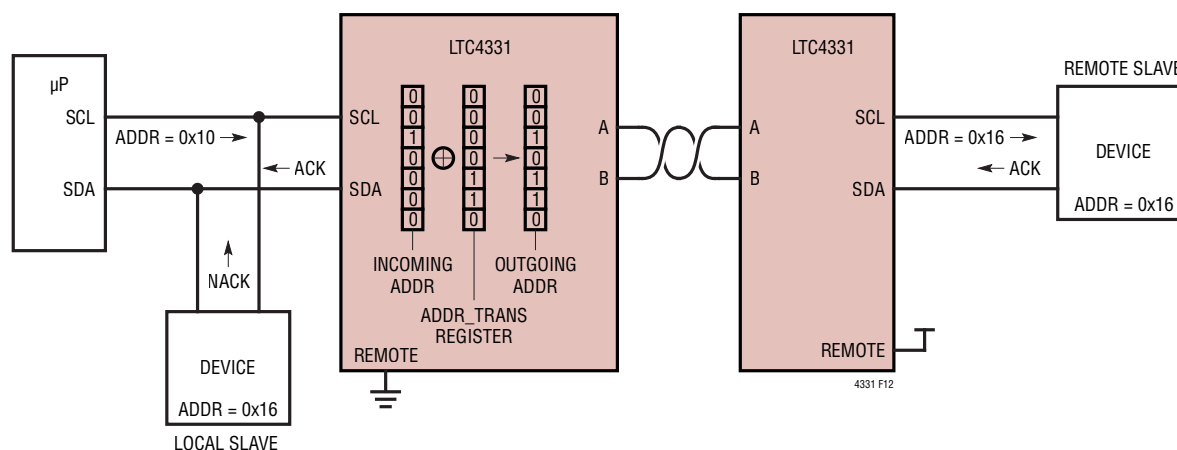 µP
SCL
ADDR = 0x10
SDA
ACK
NACK
DEVICE
ADDR = 0x16
LOCAL SLAVE
LTC4331
SCL
SDA
0 0 0
0 0 0
1 0 1
0 0 0
0 1 1
0 1 1
0 0 0
INCOMING
ADDR
OUTGOING
ADDR
ADDR_TRANS
REGISTER
REMOTE
A
B
LTC4331
A
B
SCL
SDA
REMOTE
ADDR = 0x16
ACK
REMOTE SLAVE
DEVICE
ADDR = 0x16
4331 F12